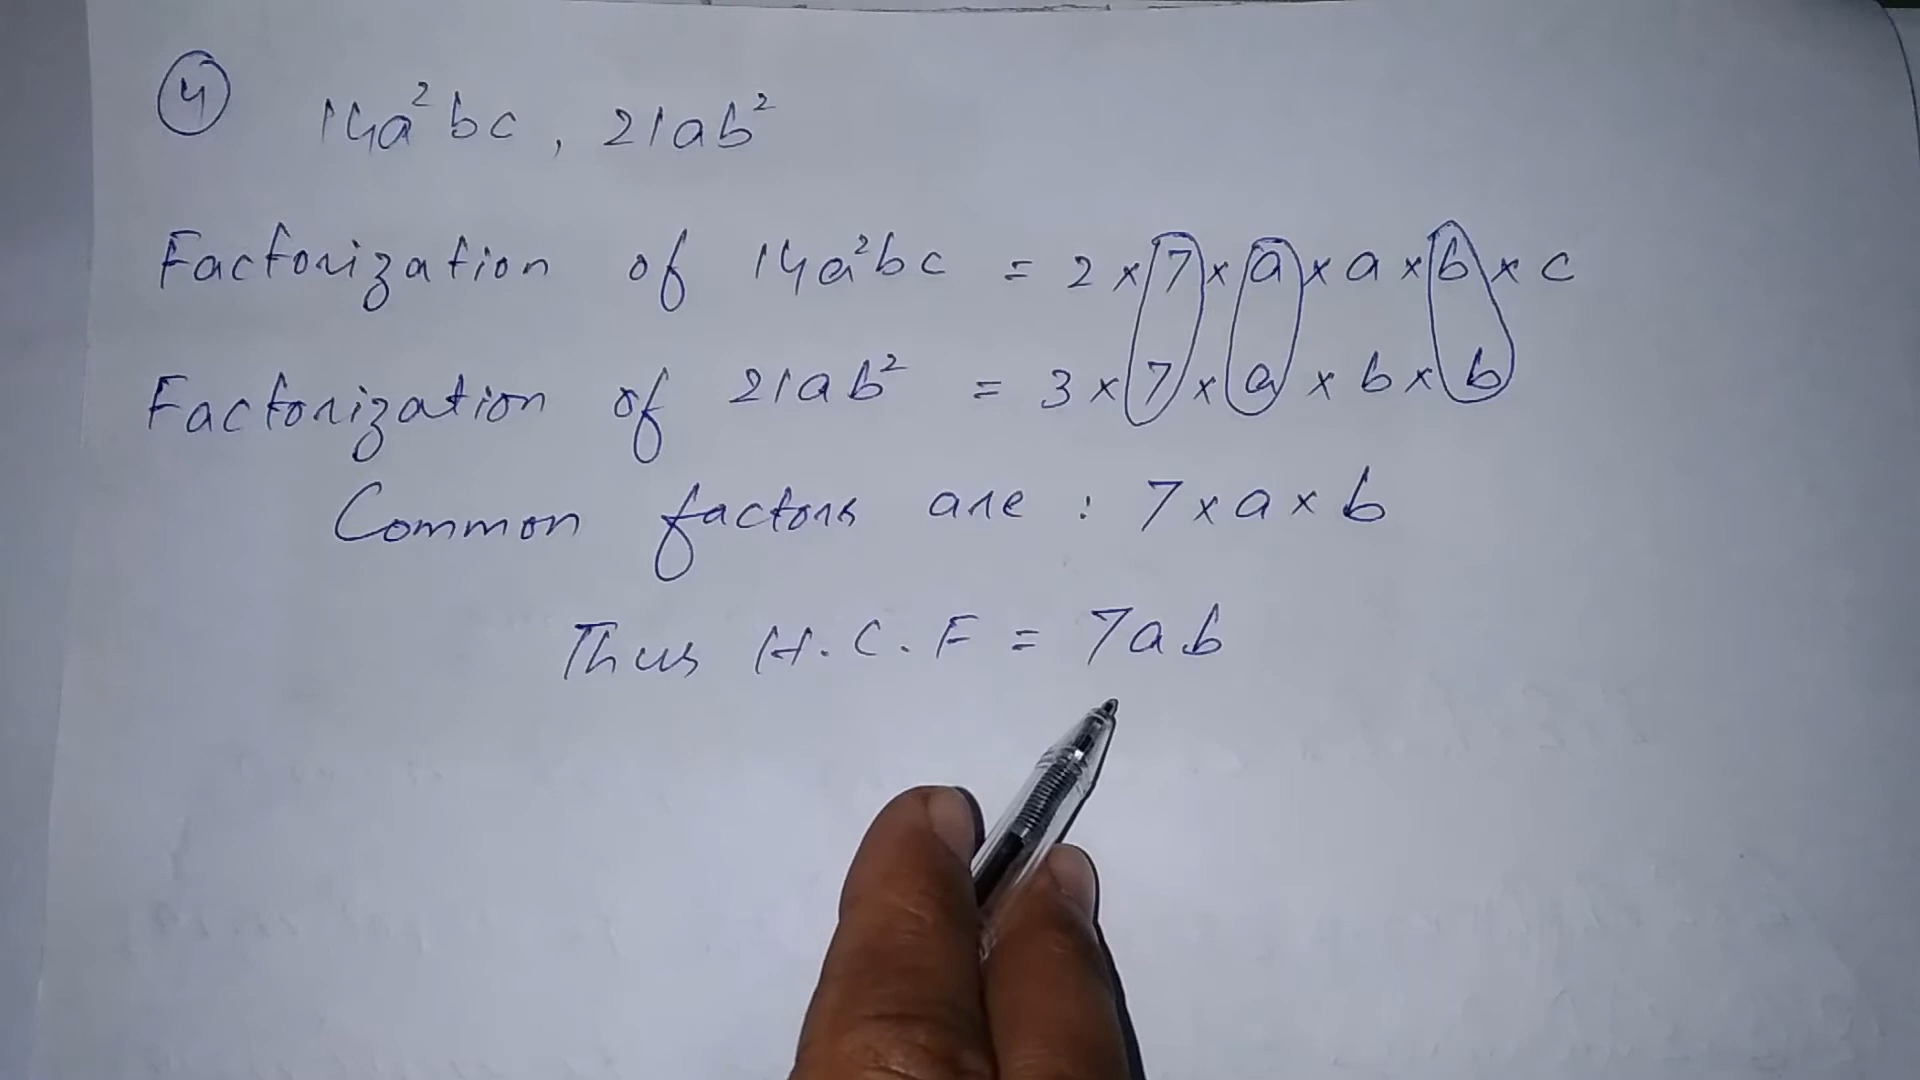 4 14a²bc, 21ab²
Factorization of 14a²bc = 2 × 7 × a × a × b × c
Factorization of 21ab² = 3 × 7 × a × b × b
Common factors are : 7 × a × b
Thus H.C.F = 7ab